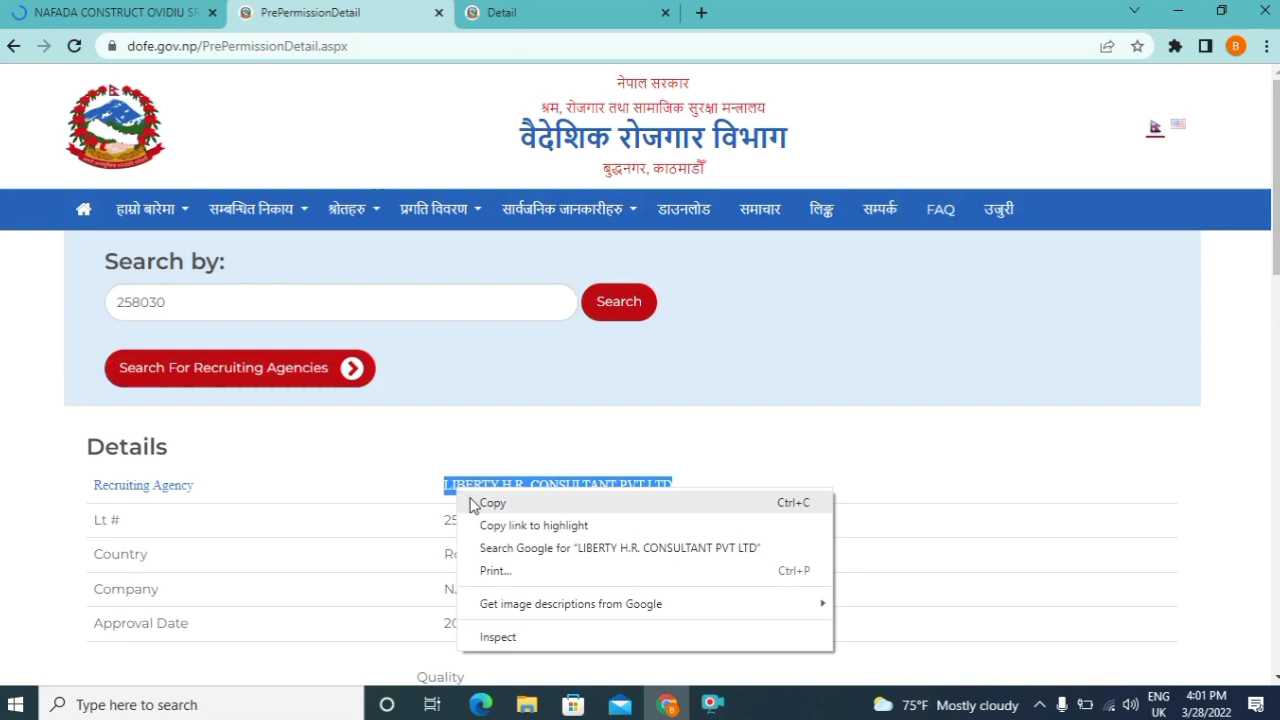 NAFADA CONSTRUCT OVIDIU SR
PrePermissionDetail
Detail
dofe.gov.np/PrePermissionDetail.aspx
B
नेपाल सरकार
श्रम, रोजगार तथा सामाजिक सुरक्षा मन्त्रालय
वैदेशिक रोजगार विभाग
बुद्धनगर, काठमाडौँ
हाम्रो बारेमा
सम्बन्धित निकाय
श्रोतहरु
प्रगति विवरण
सार्वजनिक जानकारीहरु
डाउनलोड
समाचार
लिङ्क
सम्पर्क
FAQ
उजुरी
Search by:
258030
Search
Search For Recruiting Agencies
Details
Recruiting Agency
LIBERTY H.R. CONSULTANT PVT LTD
Lt #
25
Country
Ro
Company
N.
Approval Date
20
Quality
Copy
Ctrl+C
Copy link to highlight
Search Google for “LIBERTY H.R. CONSULTANT PVT LTD”
Print...
Ctrl+P
Get image descriptions from Google
Inspect
Type here to search
75°F Mostly cloudy
ENG
UK
4:01 PM
3/28/2022